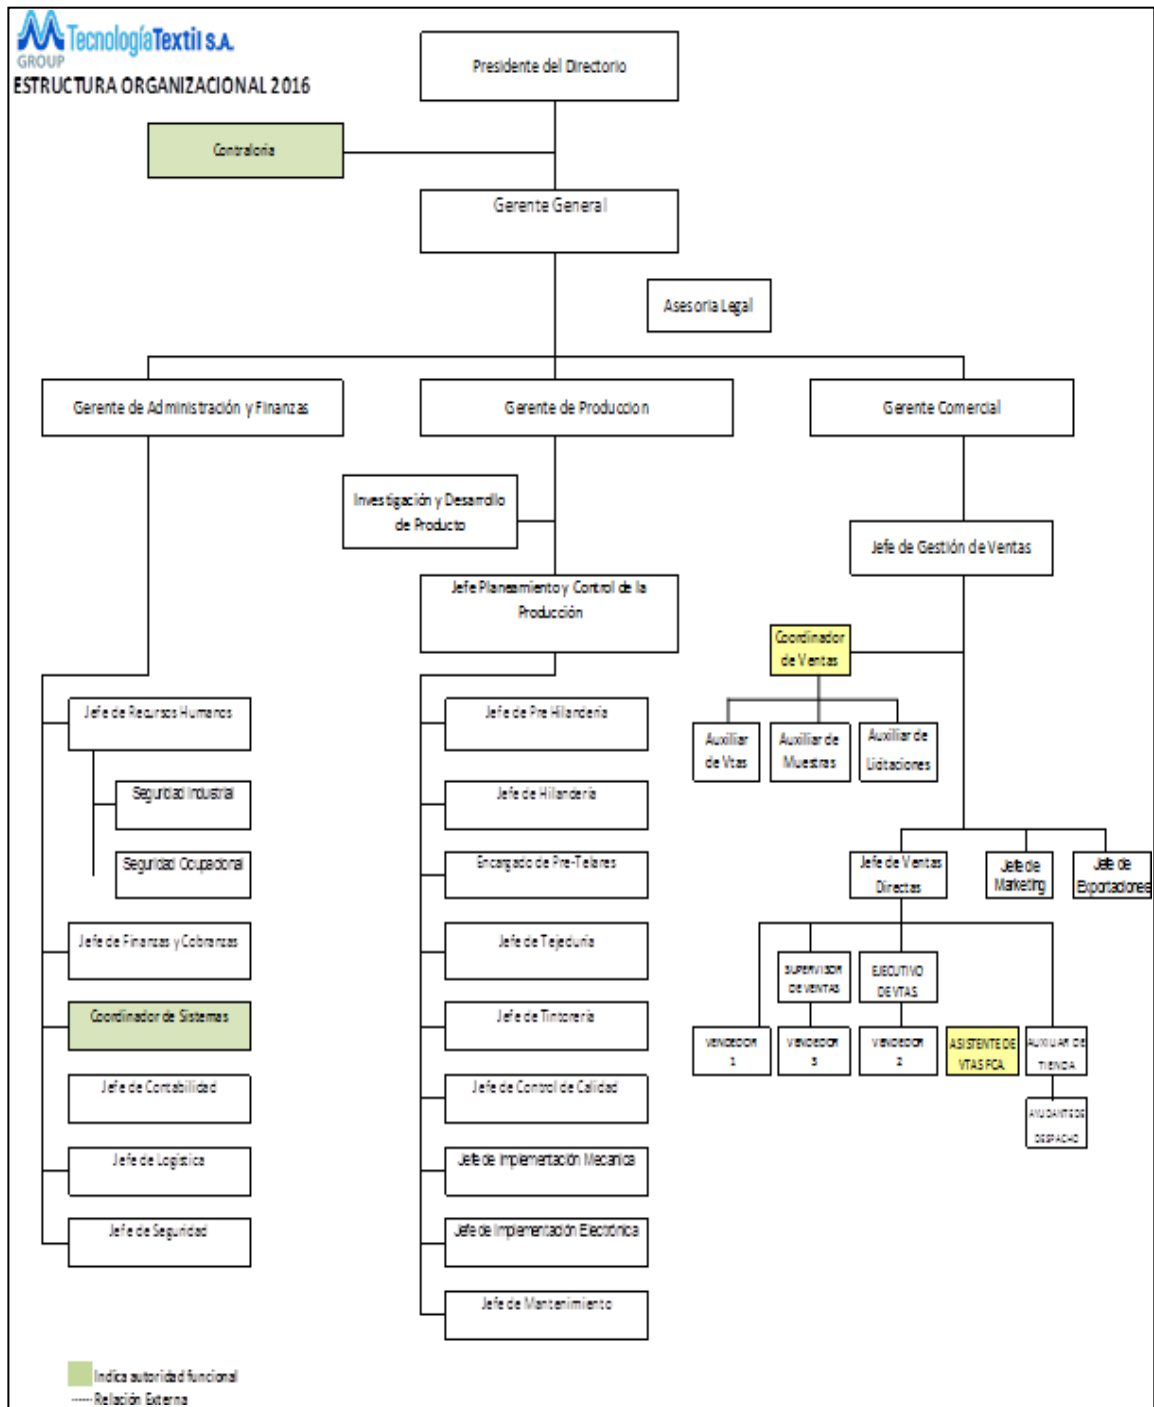 TecnologíaTextil S.A.
GROUP
ESTRUCTURA ORGANIZACIONAL 2016
Presidente del Directorio
Contraloria
Gerente General
Asesoria Legal
Gerente de Administración y Finanzas
Gerente de Produccion
Gerente Comercial
Investigación y Desarrollo
de Producto
Jefe de Gestión de Ventas
Jefe Planeamiento y Control de la
Producción
Coordinador
de Ventas
Auxiliar
de Vtas
Auxiliar de
Muestras
Auxiliar de
Licitaciones
Jefe de Recursos Humanos
Seguridad Industrial
Seguridad Ocupacional
Jefe de Finanzas y Cobranzas
Coordinador de Sistemas
Jefe de Contabilidad
Jefe de Logística
Jefe de Seguridad
Jefe de Pre Hilandería
Jefe de Hilandería
Encargado de Pre-Telares
Jefe de Tejeduría
Jefe de Tintorería
Jefe de Control de Calidad
Jefe de Implementación Mecanica
Jefe de Implementación Electrónica
Jefe de Mantenimiento
Jefe de Ventas
Directas
Jefe de
Marketing
Jefe de
Exportaciones
SUPERVISOR
DE VENTAS
EJECUTIVO
DE VTAS.
VENDEDOR
1
VENDEDOR
3
VENDEDOR
2
ASISTENTE DE
VTAS FCA.
AUXILIAR DE
TIENDA
AYUDANTE DE
DESPACHO
Indica autoridad funcional
------ Relación Externa